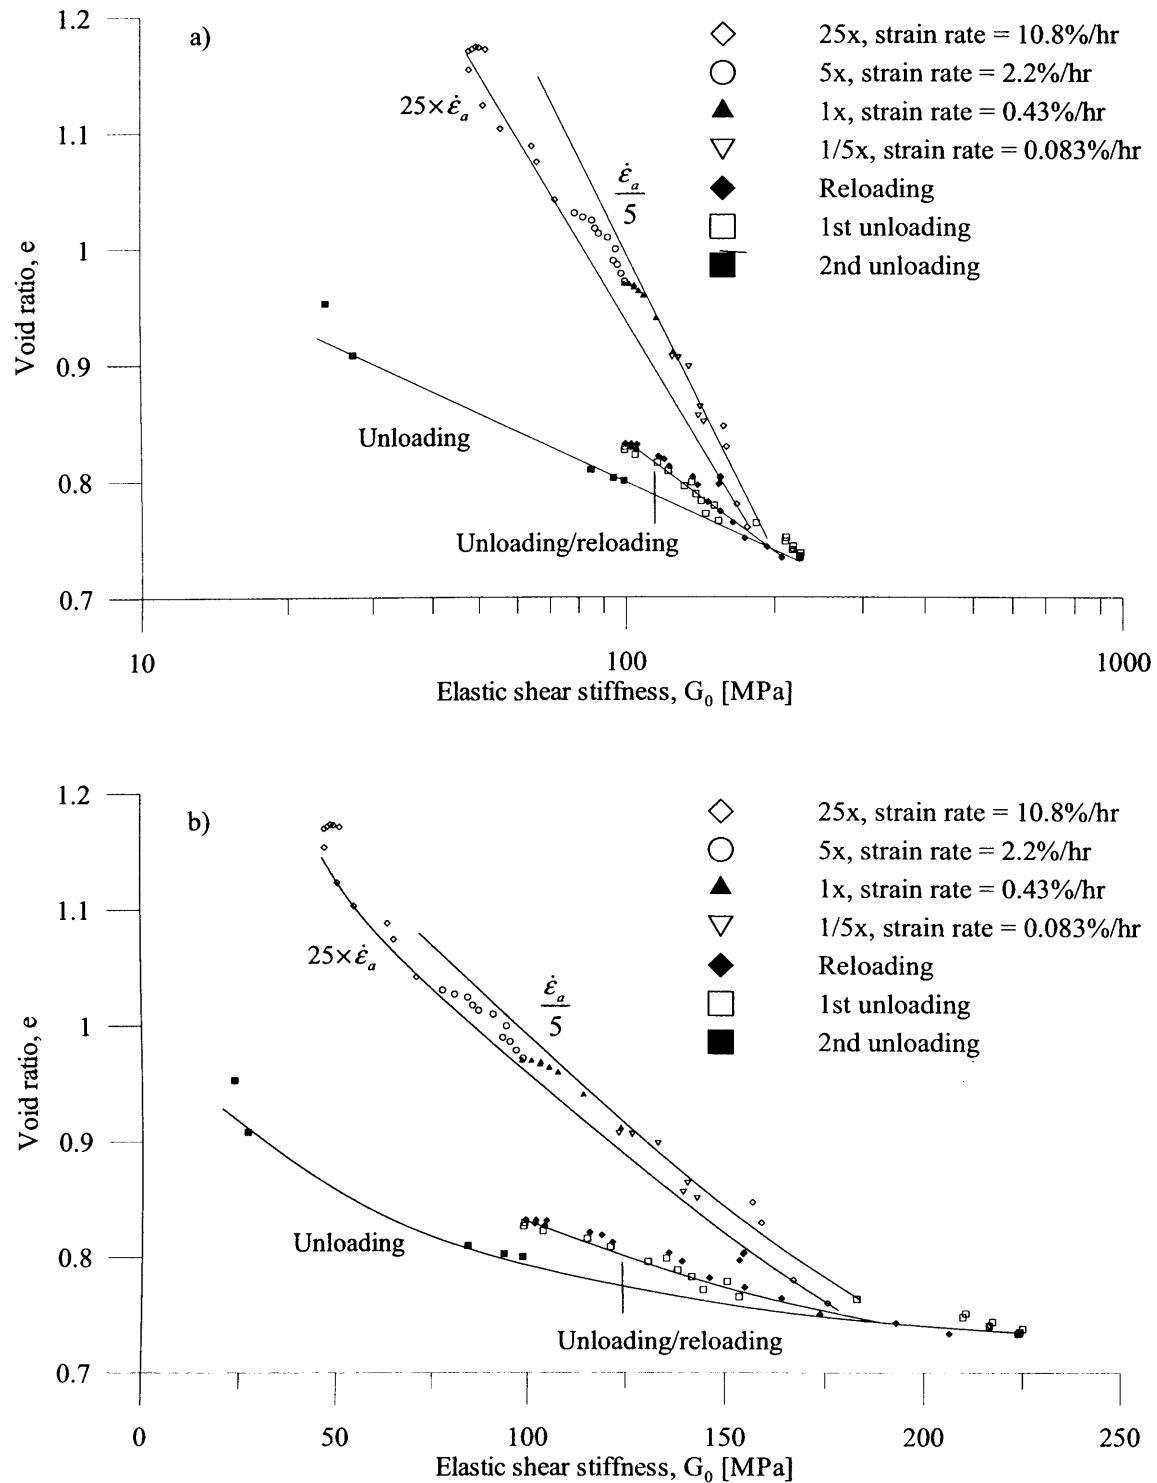 a)
1.2
1.1
1
0.9
0.8
0.7
Void ratio, e
25x, strain rate = 10.8%/hr
5x, strain rate = 2.2%/hr
1x, strain rate = 0.43%/hr
1/5x, strain rate = 0.083%/hr
Reloading
1st unloading
2nd unloading
25×ε̇ₐ
ε̇ₐ
5
Unloading
Unloading/reloading
10
100
1000
Elastic shear stiffness, G₀ [MPa]
b)
1.2
1.1
1
0.9
0.8
0.7
Void ratio, e
25x, strain rate = 10.8%/hr
5x, strain rate = 2.2%/hr
1x, strain rate = 0.43%/hr
1/5x, strain rate = 0.083%/hr
Reloading
1st unloading
2nd unloading
25×ε̇ₐ
ε̇ₐ
5
Unloading
Unloading/reloading
0
50
100
150
200
250
Elastic shear stiffness, G₀ [MPa]